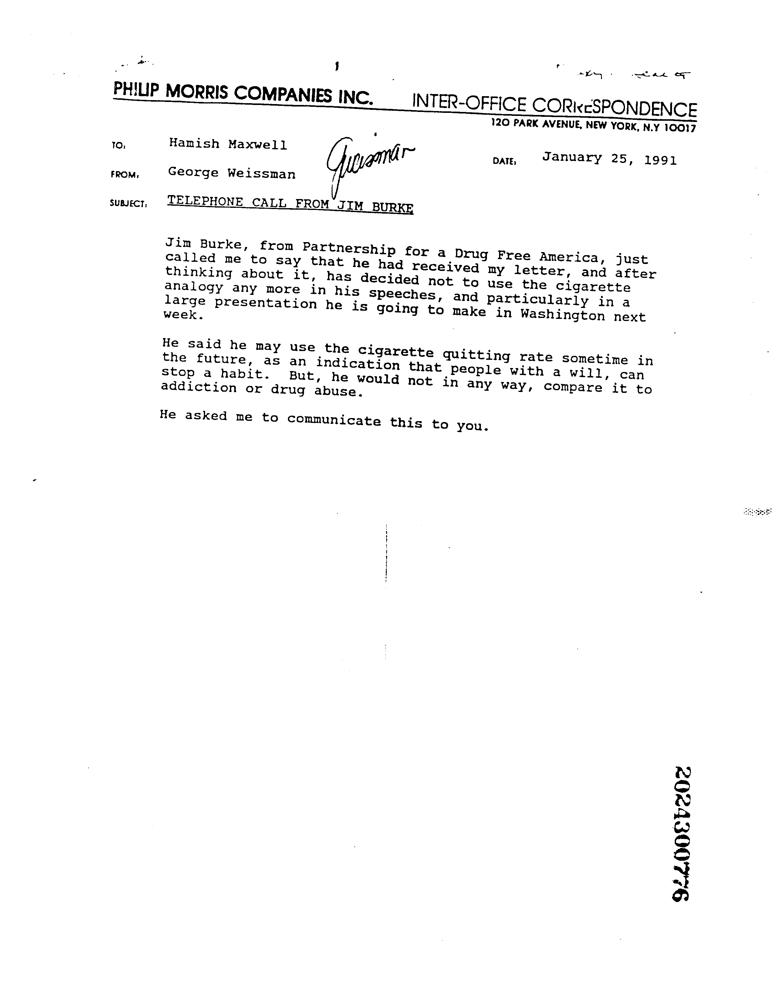 PHILIP MORRIS COMPANIES INC. INTER-OFFICE CORRESPONDENCE
120 PARK AVENUE, NEW YORK, N.Y 10017
TO: Hamish Maxwell
DATE: January 25, 1991
FROM: George Weissman
SUBJECT: TELEPHONE CALL FROM JIM BURKE
Jim Burke, from Partnership for a Drug Free America, just
called me to say that he had received my letter, and after
thinking about it, has decided not to use the cigarette
analogy any more in his speeches, and particularly in a
large presentation he is going to make in Washington next
week.
He said he may use the cigarette quitting rate sometime in
the future, as an indication that people with a will, can
stop a habit. But, he would not in any way, compare it to
addiction or drug abuse.
He asked me to communicate this to you.
2024300776